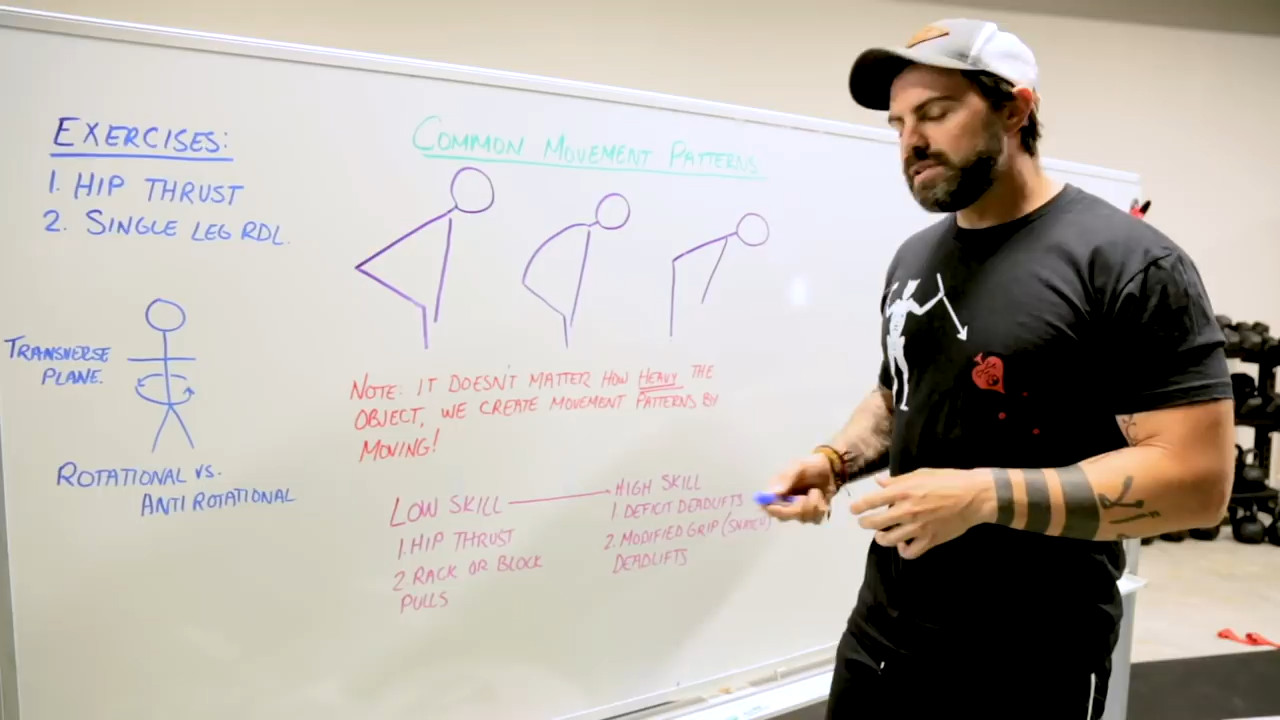 EXERCISES:
1. HIP THRUST
2. SINGLE LEG RDL.
TRANSVERSE
PLANE.
ROTATIONAL VS.
ANTI ROTATIONAL
COMMON MOVEMENT PATTERNS
NOTE: IT DOESN'T MATTER HOW HEAVY THE
OBJECT, WE CREATE MOVEMENT PATTERNS BY
MOVING!
LOW SKILL
1. HIP THRUST
2. RACK OR BLOCK
PULLS
HIGH SKILL
1. DEFICIT DEADLIFTS
2. MODIFIED GRIP (SNATCH)
DEADLIFTS